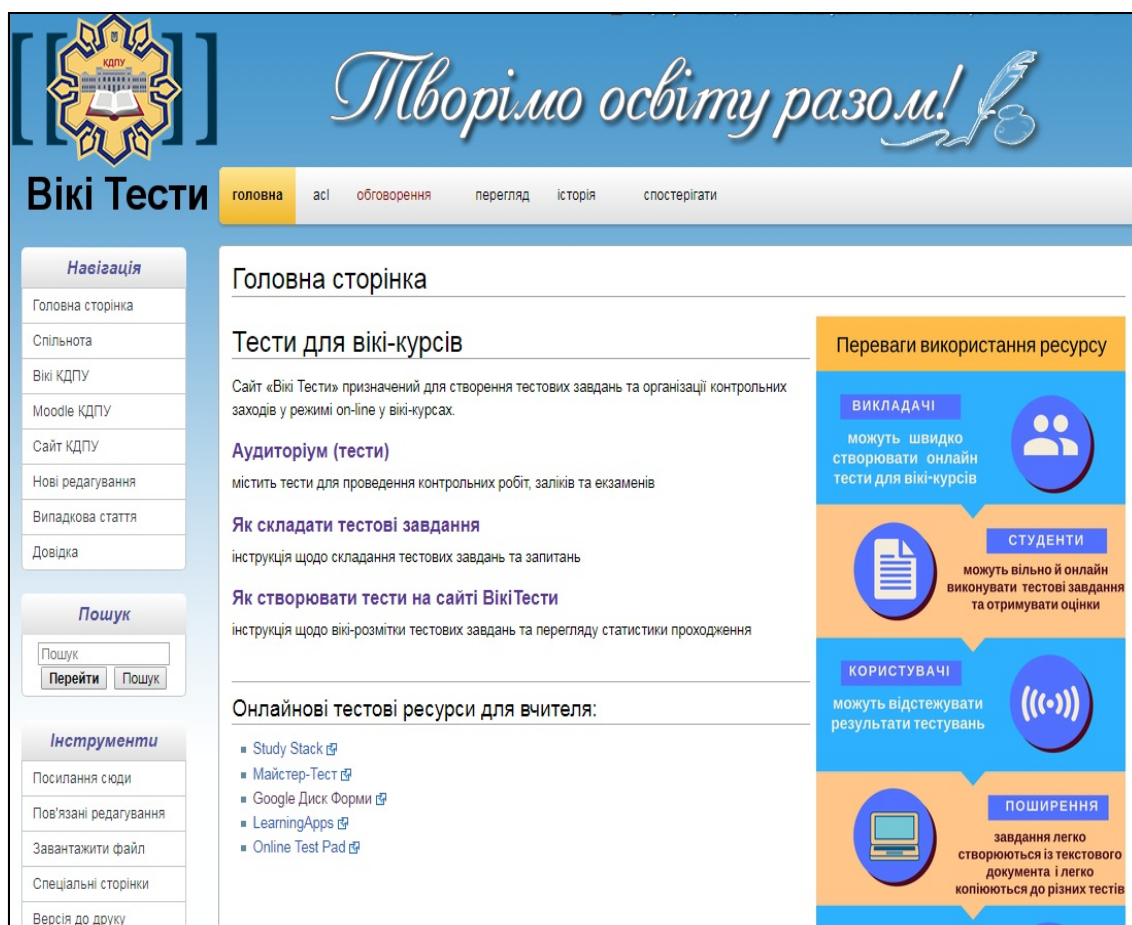 КДПУ
Творімо освіту разом!
Вікі Тести
головна acl обговорення перегляд історія спостерігати
Навігація
Головна сторінка
Спільнота
Вікі КДПУ
Moodle КДПУ
Сайт КДПУ
Нові редагування
Випадкова стаття
Довідка
Пошук
Пошук
Перейти Пошук
Інструменти
Посилання сюди
Пов'язані редагування
Завантажити файл
Спеціальні сторінки
Версія до друку
Головна сторінка
Тести для вікі-курсів
Сайт «Вікі Тести» призначений для створення тестових завдань та організації контрольних
заходів у режимі on-line у вікі-курсах.
Аудиторіум (тести)
містить тести для проведення контрольних робіт, заліків та екзаменів
Як складати тестові завдання
інструкція щодо складання тестових завдань та запитань
Як створювати тести на сайті ВікіТести
інструкція щодо вікі-розмітки тестових завдань та перегляду статистики проходження
Онлайнові тестові ресурси для вчителя:
Study Stack
Майстер-Тест
Google Диск Форми
LearningApps
Online Test Pad
Переваги використання ресурсу
ВИКЛАДАЧІ
можуть швидко
створювати онлайн
тести для вікі-курсів
СТУДЕНТИ
можуть вільно й онлайн
виконувати тестові завдання
та отримувати оцінки
КОРИСТУВАЧІ
можуть відстежувати
результати тестувань
ПОШИРЕННЯ
завдання легко
створюються із текстового
документа і легко
копіюються до різних тестів